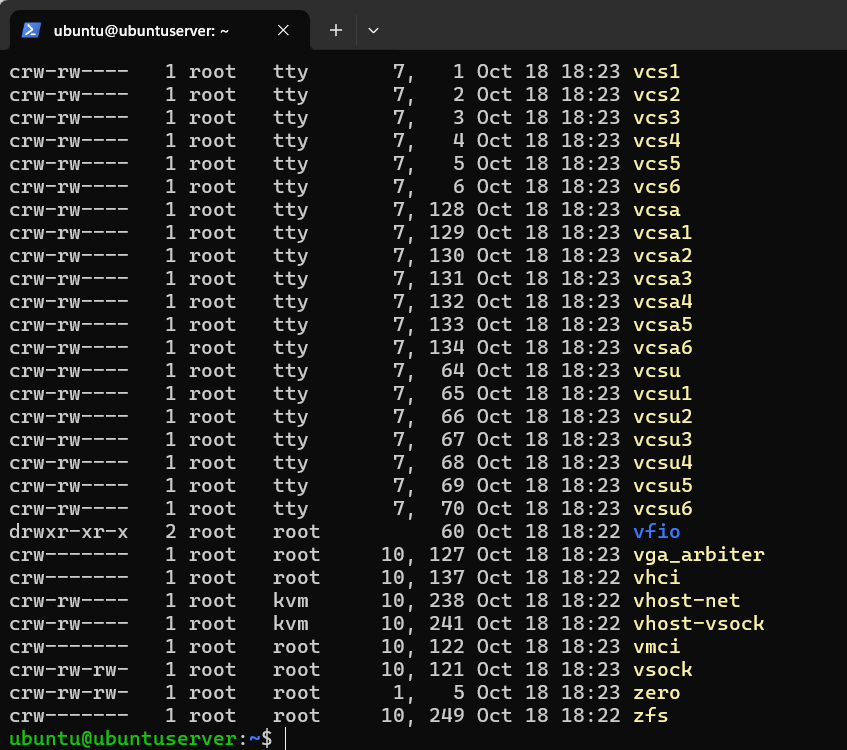 ubuntu@ubuntuserver: ~
crw-rw---- 1 root tty 7, 1 Oct 18 18:23 vcs1
crw-rw---- 1 root tty 7, 2 Oct 18 18:23 vcs2
crw-rw---- 1 root tty 7, 3 Oct 18 18:23 vcs3
crw-rw---- 1 root tty 7, 4 Oct 18 18:23 vcs4
crw-rw---- 1 root tty 7, 5 Oct 18 18:23 vcs5
crw-rw---- 1 root tty 7, 6 Oct 18 18:23 vcs6
crw-rw---- 1 root tty 7, 128 Oct 18 18:23 vcsa
crw-rw---- 1 root tty 7, 129 Oct 18 18:23 vcsa1
crw-rw---- 1 root tty 7, 130 Oct 18 18:23 vcsa2
crw-rw---- 1 root tty 7, 131 Oct 18 18:23 vcsa3
crw-rw---- 1 root tty 7, 132 Oct 18 18:23 vcsa4
crw-rw---- 1 root tty 7, 133 Oct 18 18:23 vcsa5
crw-rw---- 1 root tty 7, 134 Oct 18 18:23 vcsa6
crw-rw---- 1 root tty 7, 64 Oct 18 18:23 vcsu
crw-rw---- 1 root tty 7, 65 Oct 18 18:23 vcsu1
crw-rw---- 1 root tty 7, 66 Oct 18 18:23 vcsu2
crw-rw---- 1 root tty 7, 67 Oct 18 18:23 vcsu3
crw-rw---- 1 root tty 7, 68 Oct 18 18:23 vcsu4
crw-rw---- 1 root tty 7, 69 Oct 18 18:23 vcsu5
crw-rw---- 1 root tty 7, 70 Oct 18 18:23 vcsu6
drwxr-xr-x 2 root root 60 Oct 18 18:22 vfio
crw------- 1 root root 10, 127 Oct 18 18:23 vga_arbiter
crw------- 1 root root 10, 137 Oct 18 18:22 vhci
crw-rw---- 1 root kvm 10, 238 Oct 18 18:22 vhost-net
crw-rw---- 1 root kvm 10, 241 Oct 18 18:22 vhost-vsock
crw------- 1 root root 10, 122 Oct 18 18:23 vmci
crw-rw-rw- 1 root root 10, 121 Oct 18 18:23 vsock
crw-rw-rw- 1 root root 1, 5 Oct 18 18:23 zero
crw------- 1 root root 10, 249 Oct 18 18:22 zfs
ubuntu@ubuntuserver:~$